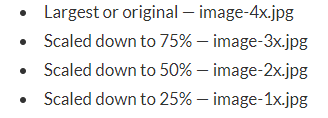 • Largest or original — image-4x.jpg
• Scaled down to 75% — image-3x.jpg
• Scaled down to 50% — image-2x.jpg
• Scaled down to 25% — image-1x.jpg